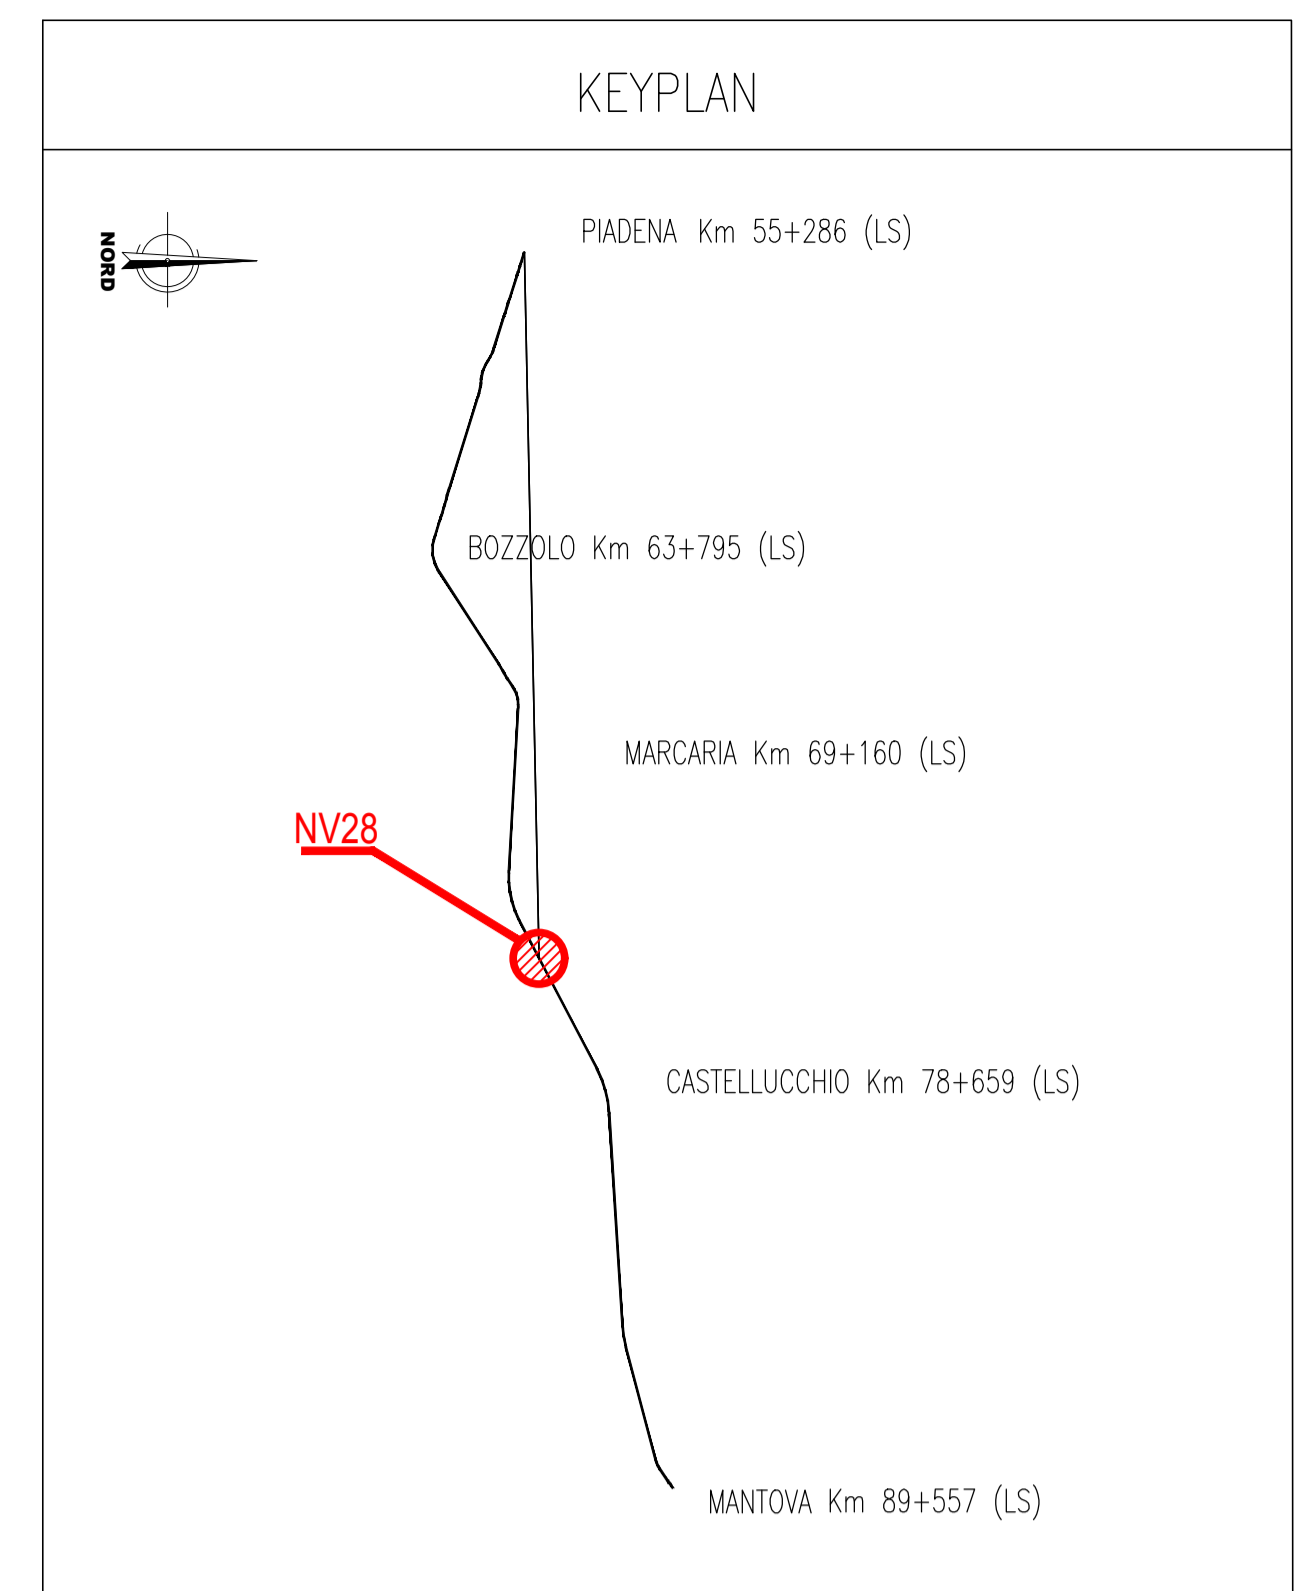 KEYPLAN
NORD
PIADENA Km 55+286 (LS)
BOZZOLO Km 63+795 (LS)
MARCARIA Km 69+160 (LS)
NV28
CASTELLUCCHIO Km 78+659 (LS)
MANTOVA Km 89+557 (LS)